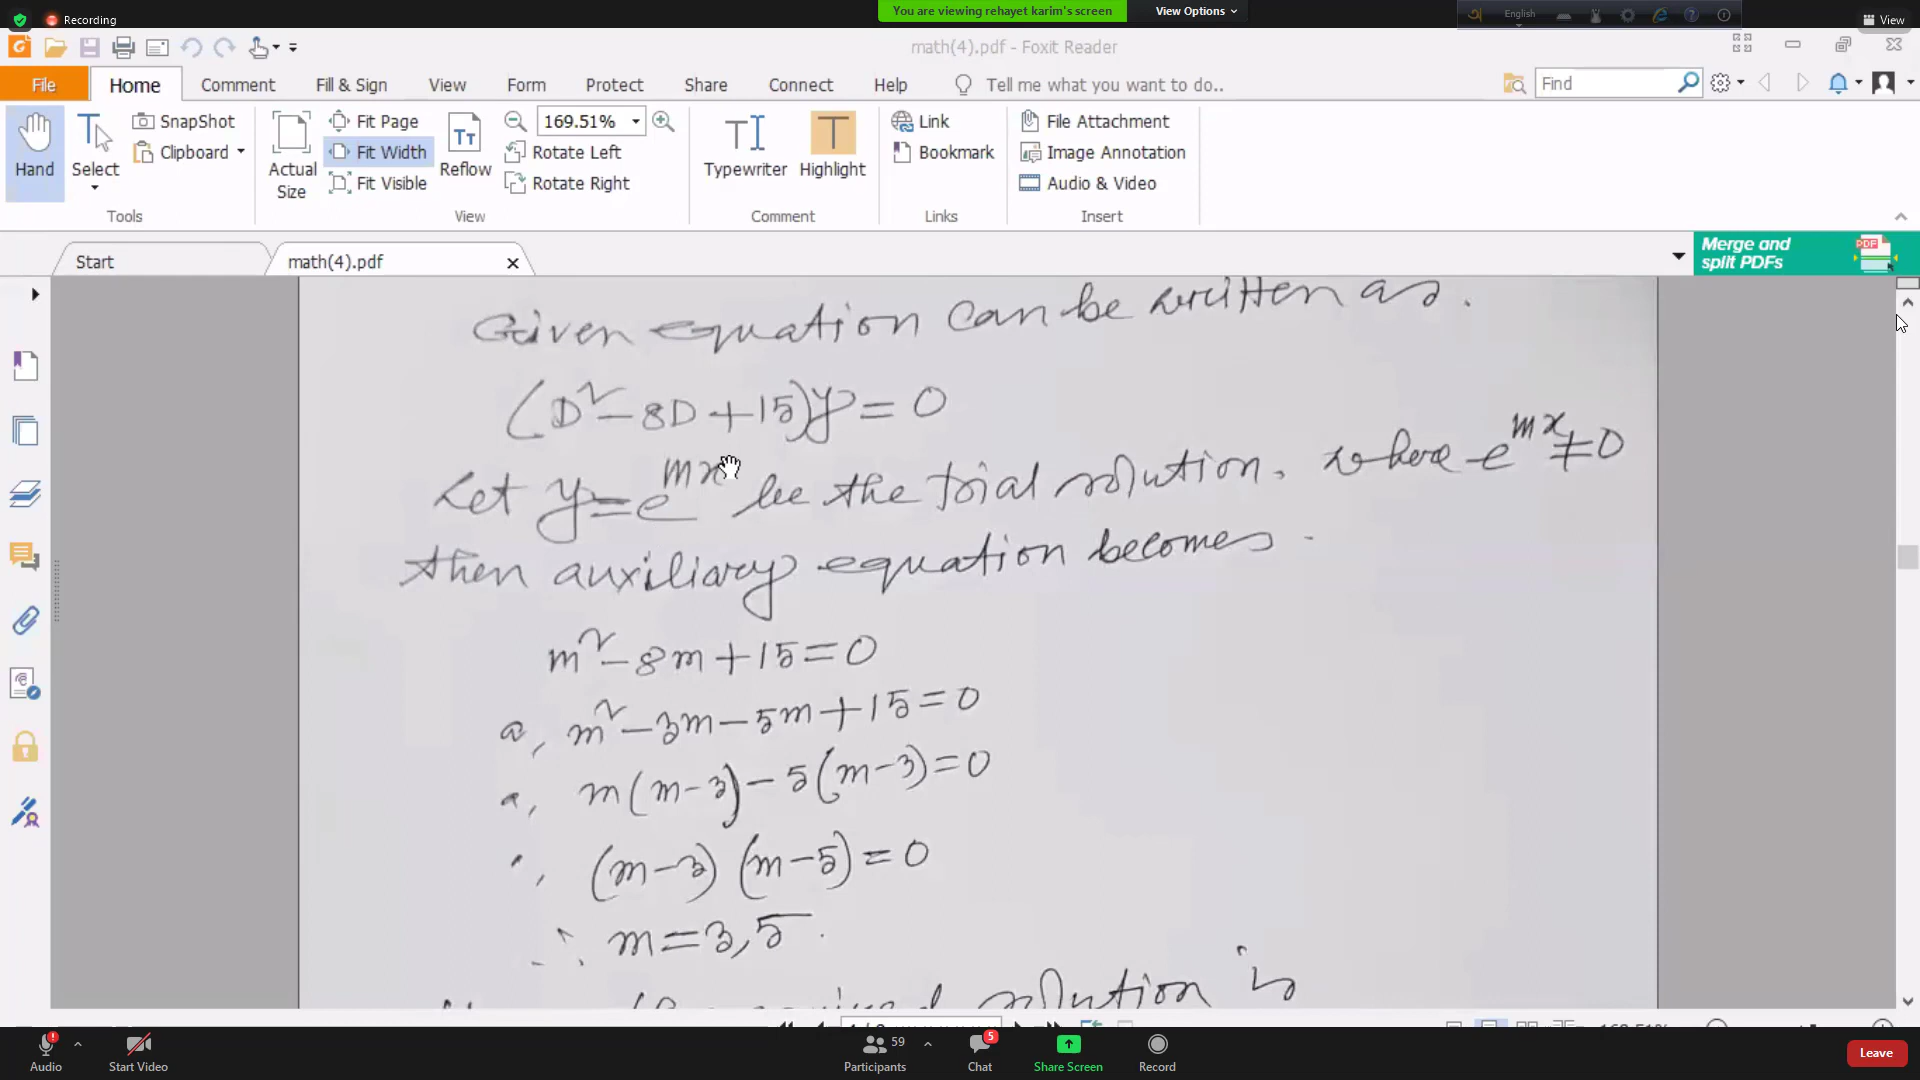 Recording
You are viewing rehayet karim's screen
View Options
English
View
math(4).pdf - Foxit Reader
File
Home
Comment
Fill & Sign
View
Form
Protect
Share
Connect
Help
Tell me what you want to do..
Find
Hand
Select
SnapShot
Clipboard
Tools
Actual Size
Fit Page
Fit Width
Fit Visible
Reflow
169.51%
Rotate Left
Rotate Right
View
Typewriter
Highlight
Comment
Link
Bookmark
Links
File Attachment
Image Annotation
Audio & Video
Insert
Start
math(4).pdf
Merge and
split PDFs
PDF
Given equation can be written as.
(D²-8D+15)y=0
Let y=e^mx be the trial solution, where e^mx≠0
then auxiliary equation becomes.
m²-8m+15=0
m²-3m-5m+15=0
m(m-3)-5(m-3)=0
(m-3)(m-5)=0
∴ m=3,5.
solution is
Audio
Start Video
59
Participants
5
Chat
Share Screen
Record
Leave